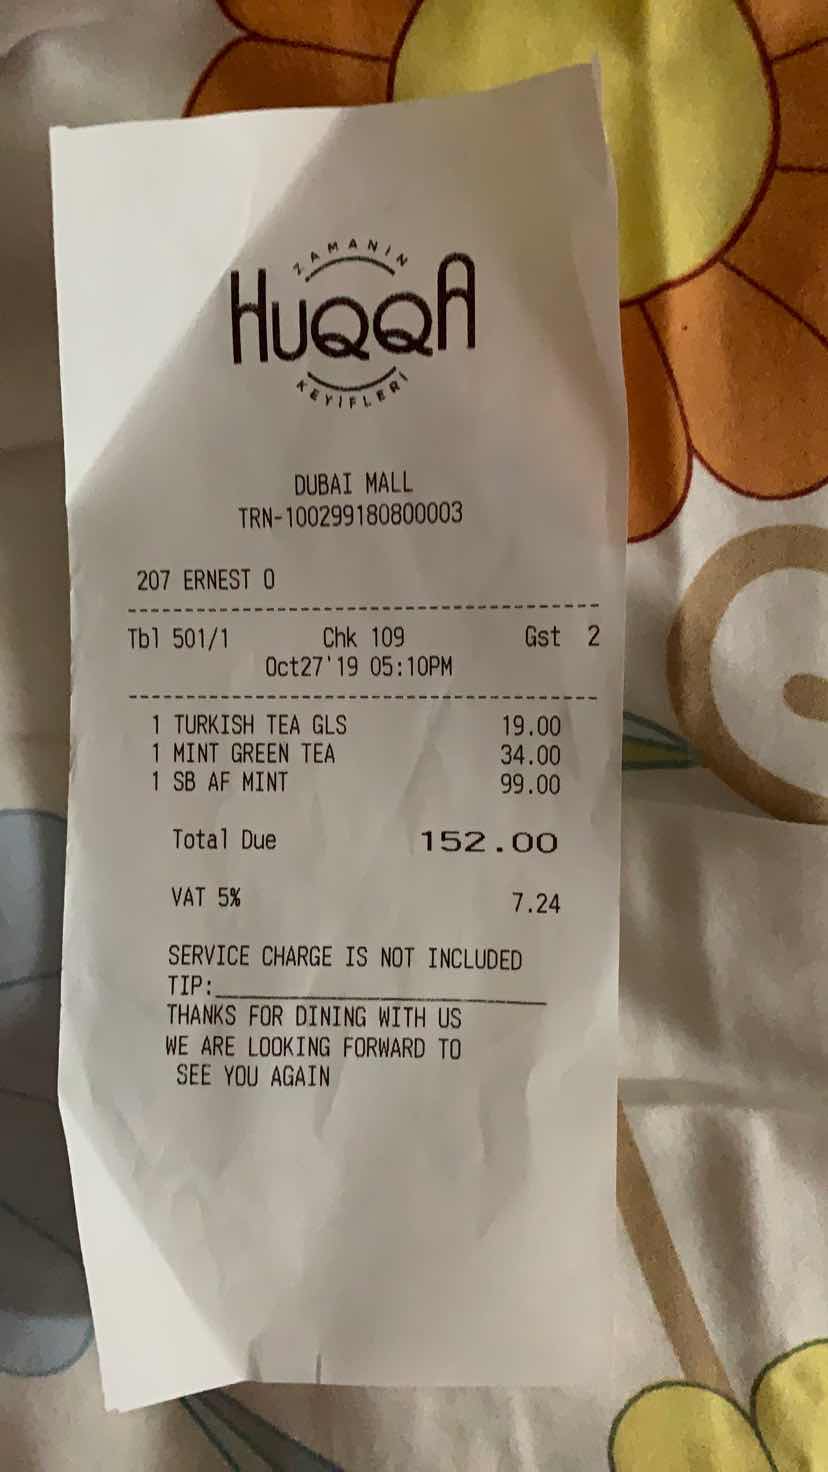 ZAMANIN
HUQQA
KEYİFLERİ
DUBAI MALL
TRN-100299180800003
207 ERNEST O
Tbl 501/1 Chk 109 Gst 2
Oct27'19 05:10PM
1 TURKISH TEA GLS 19.00
1 MINT GREEN TEA 34.00
1 SB AF MINT 99.00
Total Due 152.00
VAT 5% 7.24
SERVICE CHARGE IS NOT INCLUDED
TIP:
THANKS FOR DINING WITH US
WE ARE LOOKING FORWARD TO
SEE YOU AGAIN